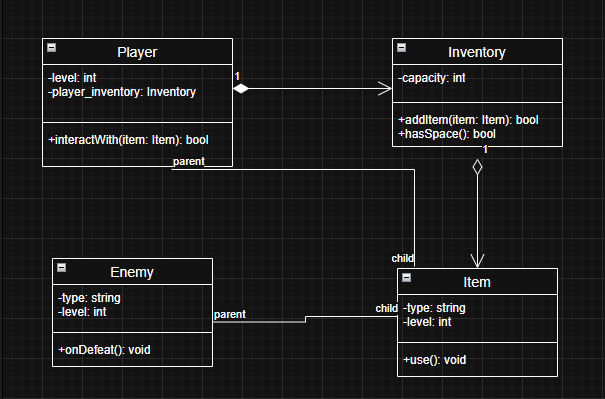 Player
-level: int
-player_inventory: Inventory
+interactWith(item: Item): bool
1
Inventory
-capacity: int
+addItem(item: Item): bool
+hasSpace(): bool
1
parent
child
Enemy
-type: string
-level: int
+onDefeat(): void
parent
child
Item
-type: string
-level: int
+use(): void